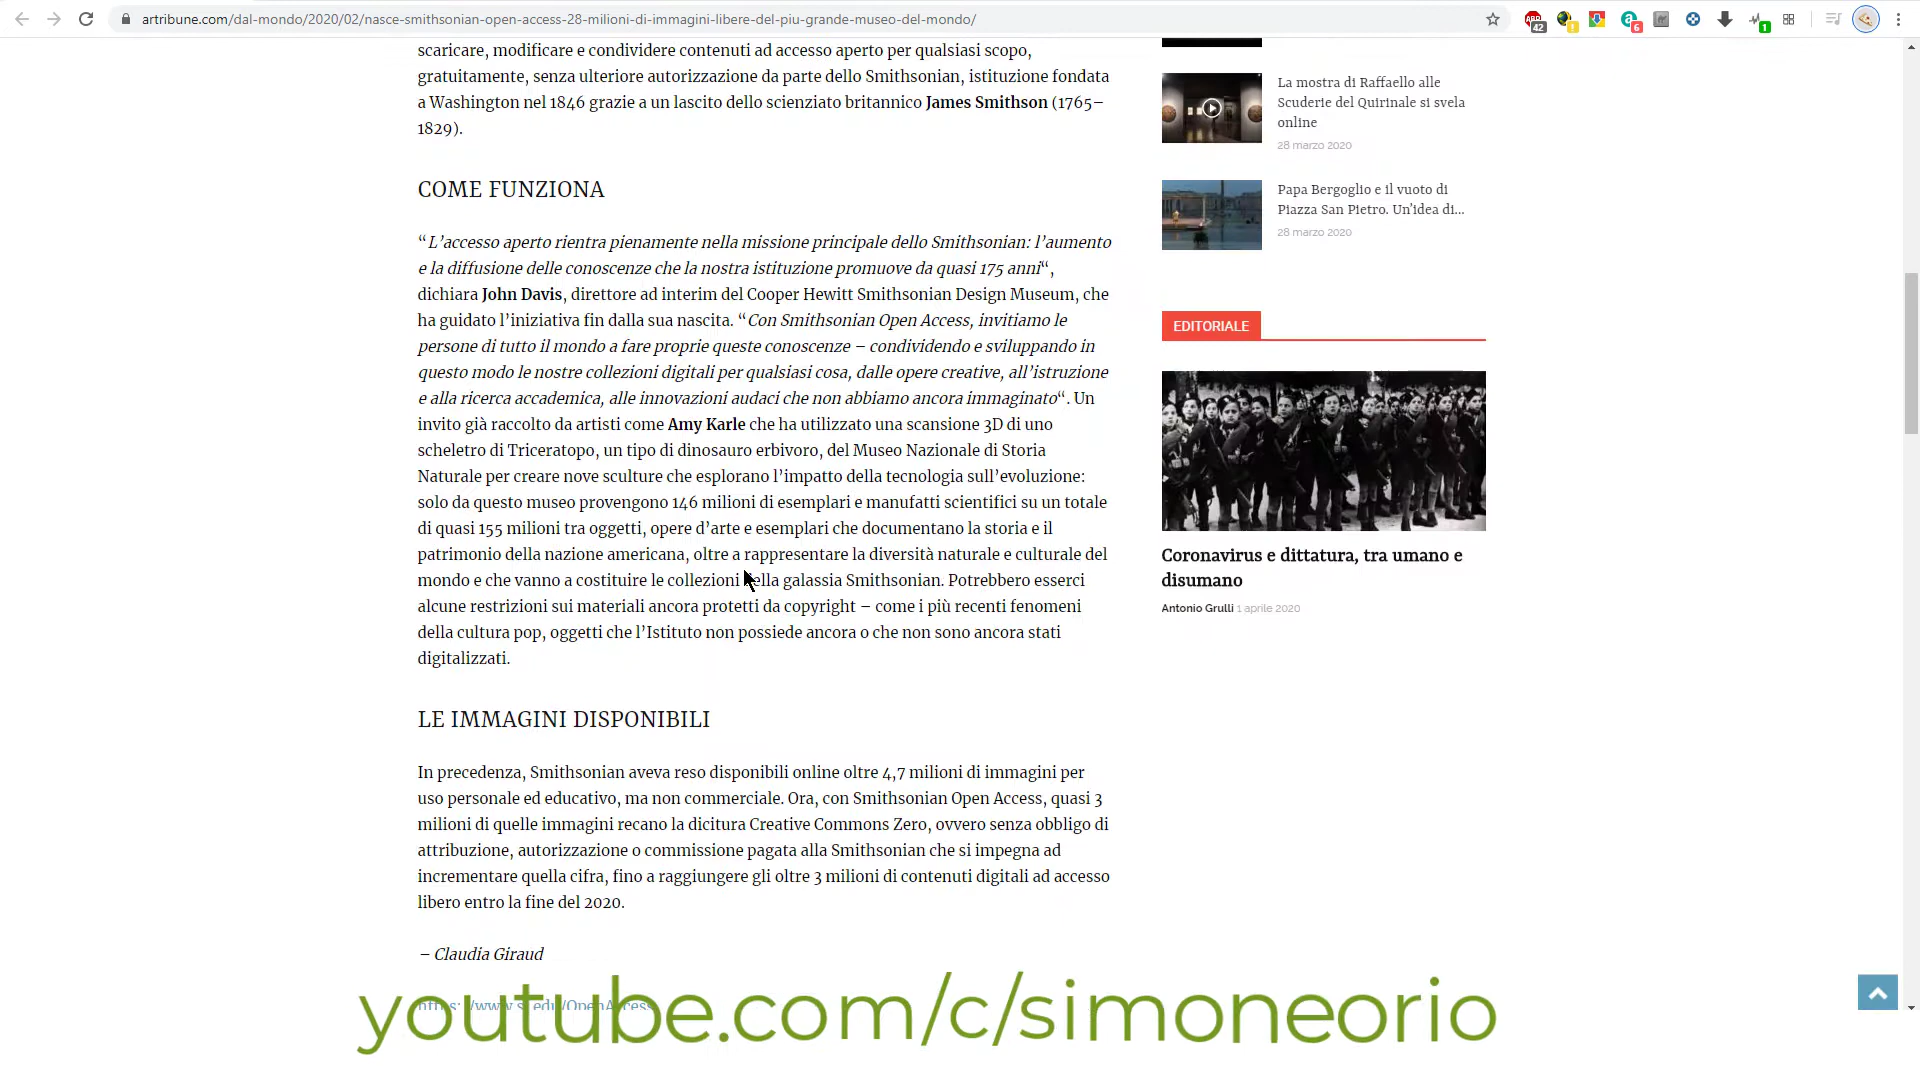 artribune.com/dal-mondo/2020/02/nasce-smithsonian-open-access-28-milioni-di-immagini-libere-del-piu-grande-museo-del-mondo/
42
6
1
scaricare, modificare e condividere contenuti ad accesso aperto per qualsiasi scopo,
gratuitamente, senza ulteriore autorizzazione da parte dello Smithsonian, istituzione fondata
a Washington nel 1846 grazie a un lascito dello scienziato britannico James Smithson (1765–
1829).
COME FUNZIONA
“L’accesso aperto rientra pienamente nella missione principale dello Smithsonian: l’aumento
e la diffusione delle conoscenze che la nostra istituzione promuove da quasi 175 anni“,
dichiara John Davis, direttore ad interim del Cooper Hewitt Smithsonian Design Museum, che
ha guidato l’iniziativa fin dalla sua nascita. “Con Smithsonian Open Access, invitiamo le
persone di tutto il mondo a fare proprie queste conoscenze – condividendo e sviluppando in
questo modo le nostre collezioni digitali per qualsiasi cosa, dalle opere creative, all’istruzione
e alla ricerca accademica, alle innovazioni audaci che non abbiamo ancora immaginato“. Un
invito già raccolto da artisti come Amy Karle che ha utilizzato una scansione 3D di uno
scheletro di Triceratopo, un tipo di dinosauro erbivoro, del Museo Nazionale di Storia
Naturale per creare nove sculture che esplorano l’impatto della tecnologia sull’evoluzione:
solo da questo museo provengono 146 milioni di esemplari e manufatti scientifici su un totale
di quasi 155 milioni tra oggetti, opere d’arte e esemplari che documentano la storia e il
patrimonio della nazione americana, oltre a rappresentare la diversità naturale e culturale del
mondo e che vanno a costituire le collezioni della galassia Smithsonian. Potrebbero esserci
alcune restrizioni sui materiali ancora protetti da copyright – come i più recenti fenomeni
della cultura pop, oggetti che l’Istituto non possiede ancora o che non sono ancora stati
digitalizzati.
LE IMMAGINI DISPONIBILI
In precedenza, Smithsonian aveva reso disponibili online oltre 4,7 milioni di immagini per
uso personale ed educativo, ma non commerciale. Ora, con Smithsonian Open Access, quasi 3
milioni di quelle immagini recano la dicitura Creative Commons Zero, ovvero senza obbligo di
attribuzione, autorizzazione o commissione pagata alla Smithsonian che si impegna ad
incrementare quella cifra, fino a raggiungere gli oltre 3 milioni di contenuti digitali ad accesso
libero entro la fine del 2020.
– Claudia Giraud
https://www.si.edu/OpenAccess
youtube.com/c/simoneorio
La mostra di Raffaello alle
Scuderie del Quirinale si svela
online
28 marzo 2020
Papa Bergoglio e il vuoto di
Piazza San Pietro. Un’idea di...
28 marzo 2020
EDITORIALE
Coronavirus e dittatura, tra umano e
disumano
Antonio Grulli 1 aprile 2020